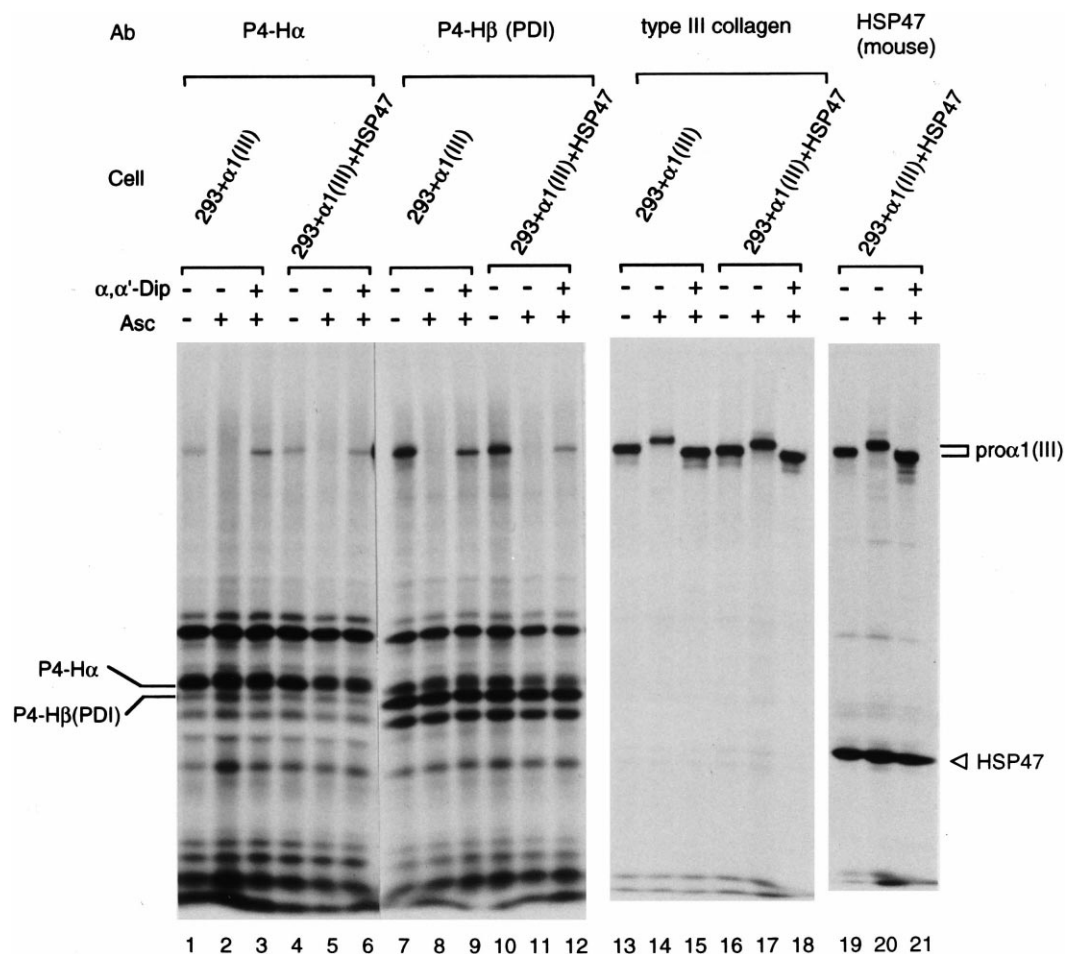 Ab P4-Hα P4-Hβ (PDI) type III collagen HSP47 (mouse)
Cell 293+α1(III) 293+α1(III)+HSP47 293+α1(III) 293+α1(III)+HSP47 293+α1(III) 293+α1(III)+HSP47 293+α1(III)+HSP47
α,α'-Dip - - + - - + - - + - - + - - + - - + - - +
Asc - + + - + + - + + - + + - + + - + + - + +
proα1(III)
P4-Hα
P4-Hβ(PDI)
HSP47
1 2 3 4 5 6 7 8 9 10 11 12 13 14 15 16 17 18 19 20 21